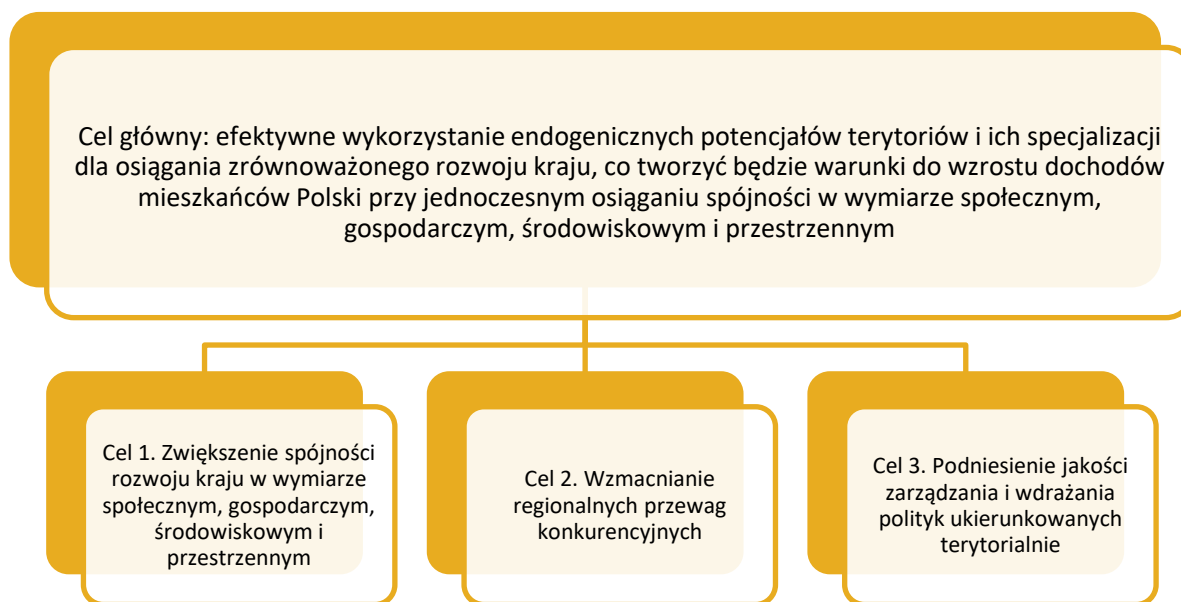 Cel główny: efektywne wykorzystanie endogenicznych potencjałów terytoriów i ich specjalizacji
dla osiągania zrównoważonego rozwoju kraju, co tworzyć będzie warunki do wzrostu dochodów
mieszkańców Polski przy jednoczesnym osiąganiu spójności w wymiarze społecznym,
gospodarczym, środowiskowym i przestrzennym
Cel 1. Zwiększenie spójności
rozwoju kraju w wymiarze
społecznym, gospodarczym,
środowiskowym i
przestrzennym
Cel 2. Wzmacnianie
regionalnych przewag
konkurencyjnych
Cel 3. Podniesienie jakości
zarządzania i wdrażania
polityk ukierunkowanych
terytorialnie